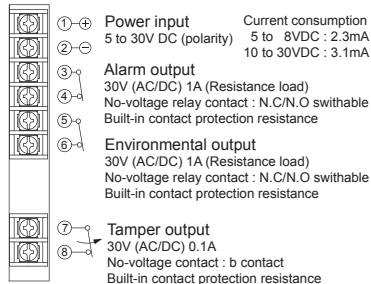 ① ⊕ Power input
5 to 30V DC (polarity)
②
⊖
Current consumption
5 to 8VDC : 2.3mA
10 to 30VDC : 3.1mA
③
④
Alarm output
30V (AC/DC) 1A (Resistance load)
No-voltage relay contact : N.C/N.O swithable
Built-in contact protection resistance
⑤
⑥
Environmental output
30V (AC/DC) 1A (Resistance load)
No-voltage relay contact : N.C/N.O swithable
Built-in contact protection resistance
⑦
⑧
Tamper output
30V (AC/DC) 0.1A
No-voltage contact : b contact
Built-in contact protection resistance